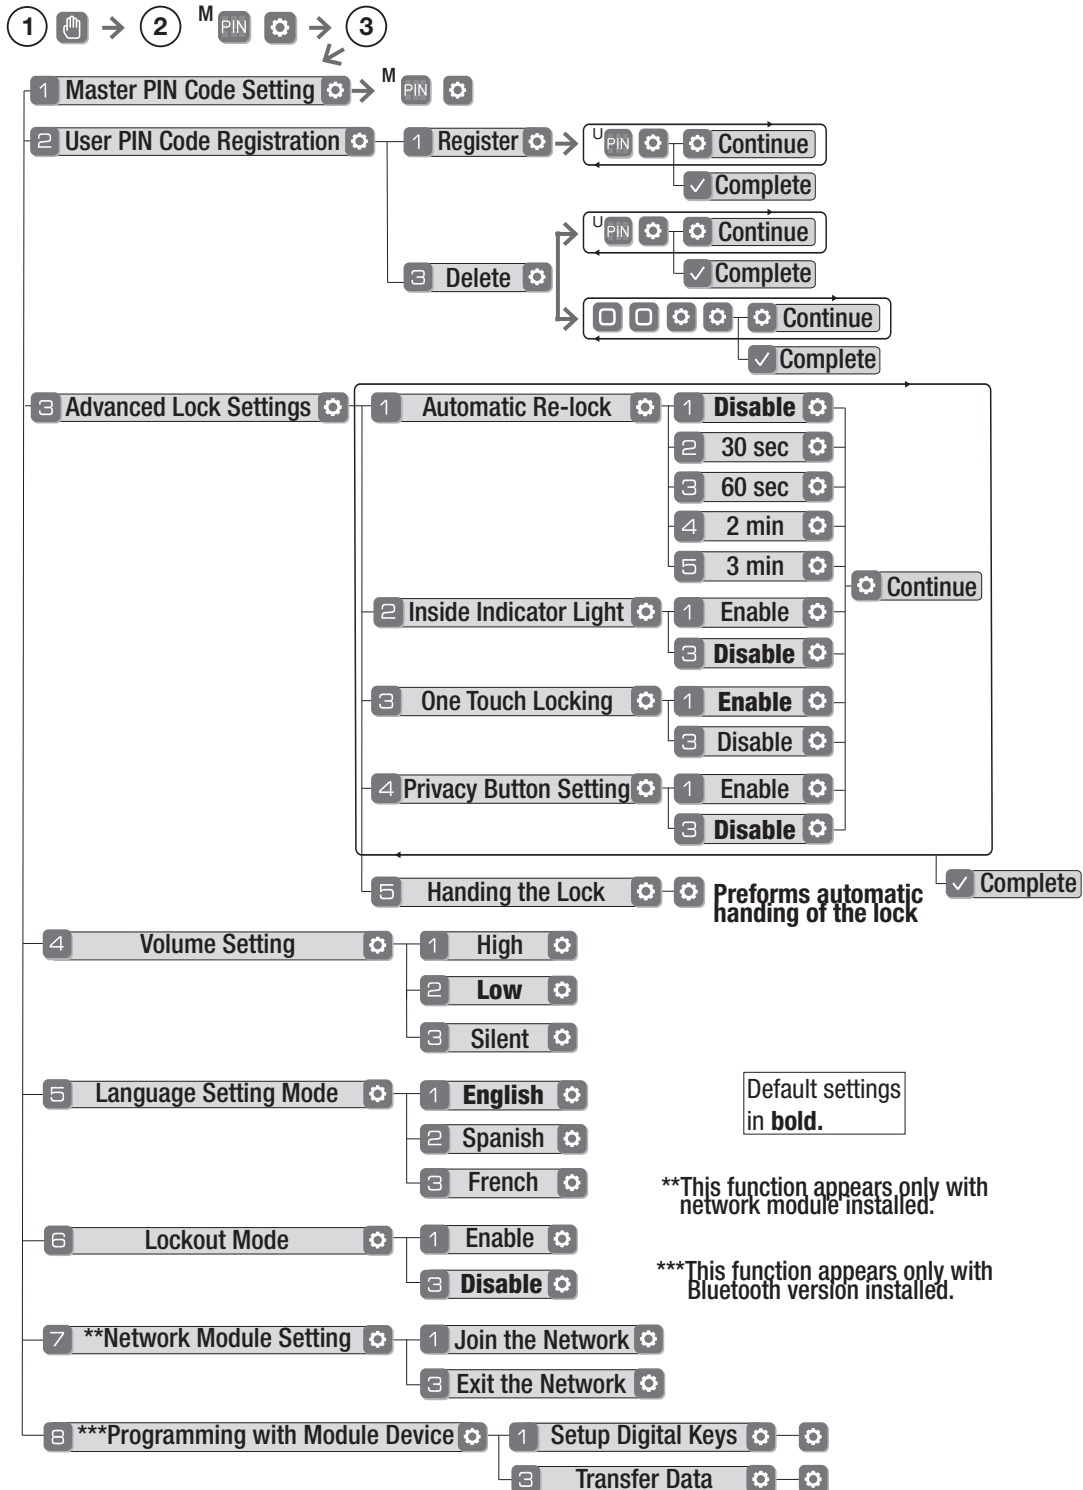 1 2 M PIN 3
1 Master PIN Code Setting M PIN
2 User PIN Code Registration 1 Register U PIN Continue
Complete
U PIN Continue
3 Delete Complete
Continue
Complete
3 Advanced Lock Settings 1 Automatic Re-lock 1 Disable
2 30 sec
3 60 sec
4 2 min
5 3 min
Continue
2 Inside Indicator Light 1 Enable
3 Disable
3 One Touch Locking 1 Enable
3 Disable
4 Privacy Button Setting 1 Enable
3 Disable
Complete
5 Handing the Lock Preforms automatic
handing of the lock
4 Volume Setting 1 High
2 Low
3 Silent
5 Language Setting Mode 1 English
2 Spanish
3 French
Default settings
in bold.
**This function appears only with
network module installed.
6 Lockout Mode 1 Enable
3 Disable
***This function appears only with
Bluetooth version installed.
7 **Network Module Setting 1 Join the Network
3 Exit the Network
8 ***Programming with Module Device 1 Setup Digital Keys
3 Transfer Data